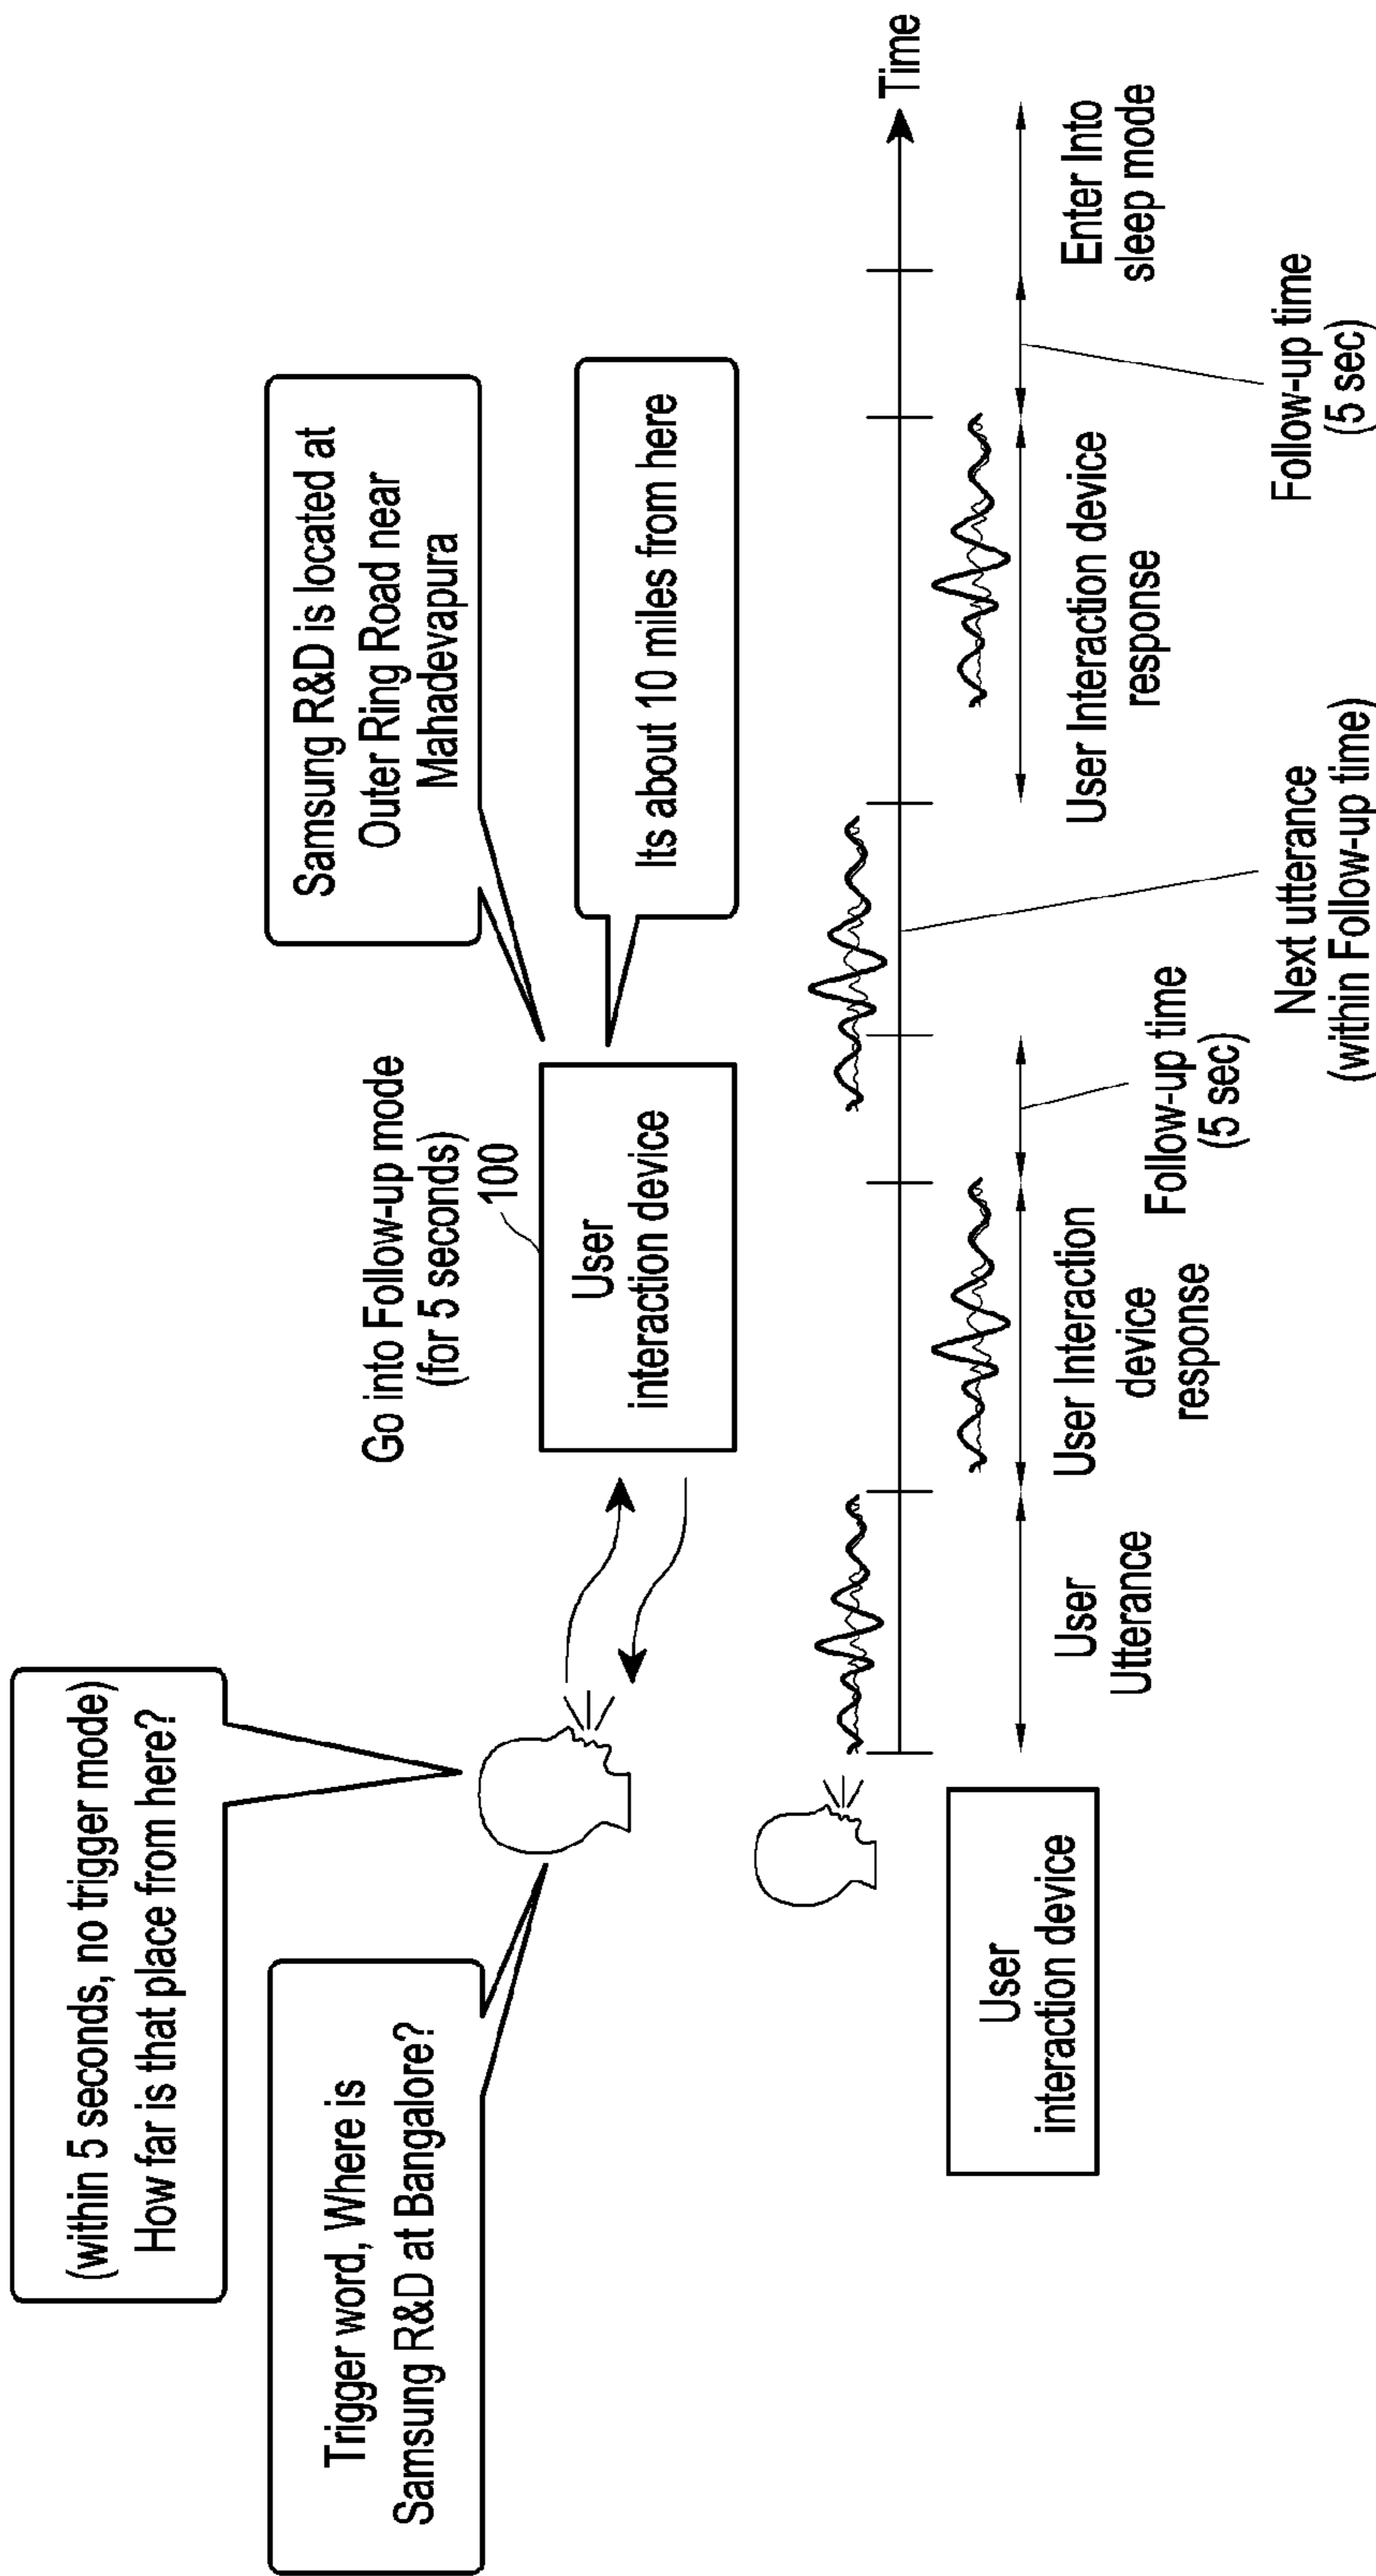 (within 5 seconds, no trigger mode)
How far is that place from here?
Trigger word, Where is
Samsung R&D at Bangalore?
Go into Follow-up mode
(for 5 seconds)
100
User
interaction device
Samsung R&D is located at
Outer Ring Road near
Mahadevapura
Its about 10 miles from here
Time
User
interaction device
User
Utterance
User Interaction
device
response
Follow-up time
(5 sec)
Next utterance
(within Follow-up time)
User Interaction device
response
Follow-up time
(5 sec)
Enter Into
sleep mode